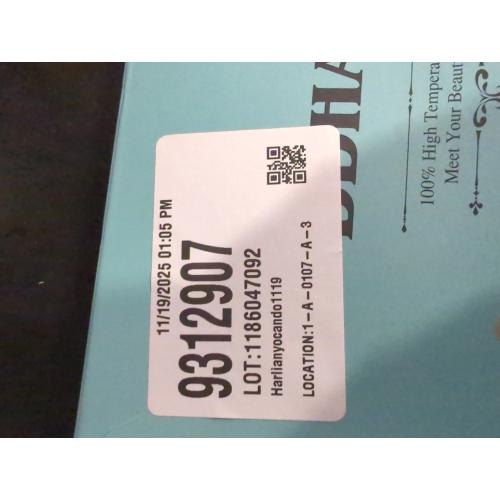 11/19/2025 01:05 PM
9312907
LOT:1186047092
Harlianyocando1119
LOCATION:1-A-0107-A-3
100% High Tempera
Meet Your Beaut